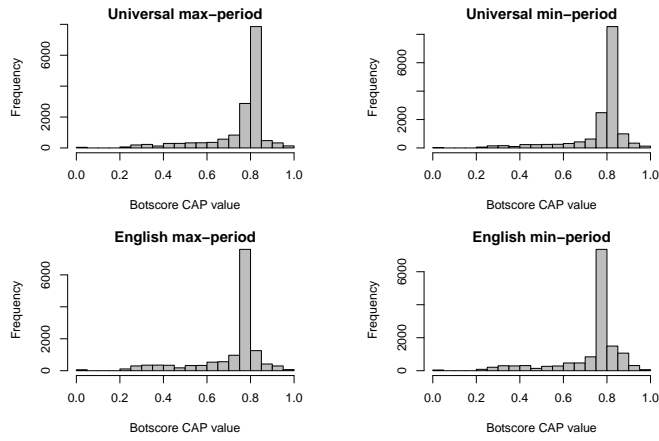 Universal max−period
Frequency
6000
2000
0
0.0 0.2 0.4 0.6 0.8 1.0
Botscore CAP value
Universal min−period
Frequency
6000
2000
0
0.0 0.2 0.4 0.6 0.8 1.0
Botscore CAP value
English max−period
Frequency
6000
2000
0
0.0 0.2 0.4 0.6 0.8 1.0
Botscore CAP value
English min−period
Frequency
6000
2000
0
0.0 0.2 0.4 0.6 0.8 1.0
Botscore CAP value